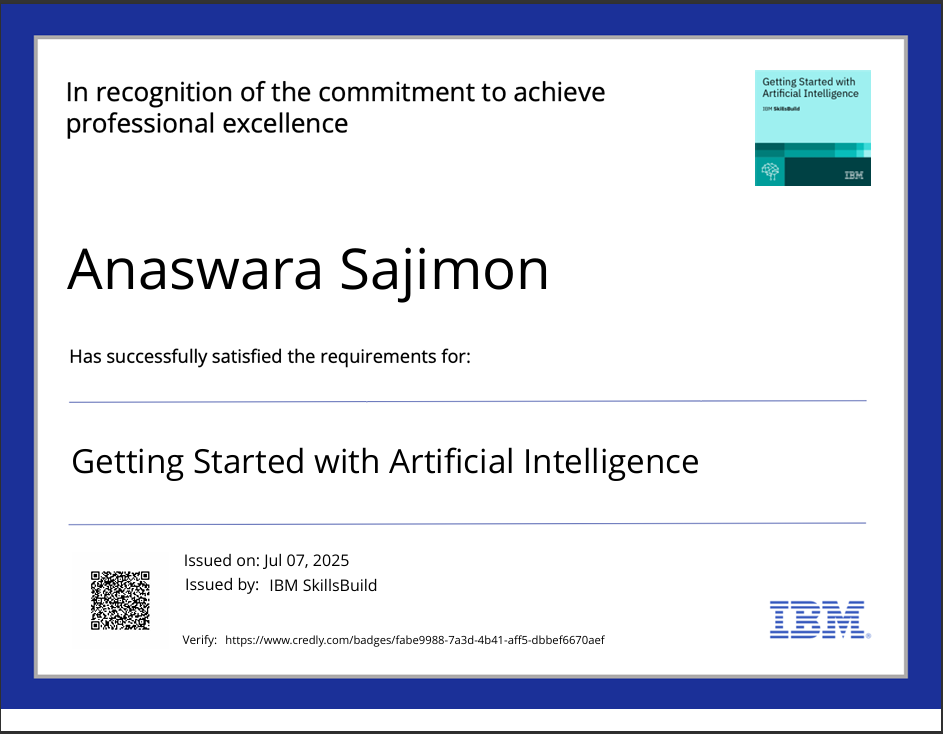 In recognition of the commitment to achieve
professional excellence
Getting Started with
Artificial Intelligence
IBM SkillsBuild
IBM
Anaswara Sajimon
Has successfully satisfied the requirements for:
Getting Started with Artificial Intelligence
Issued on: Jul 07, 2025
Issued by: IBM SkillsBuild
Verify: https://www.credly.com/badges/fabe9988-7a3d-4b41-aff5-dbbef6670aef
IBM®